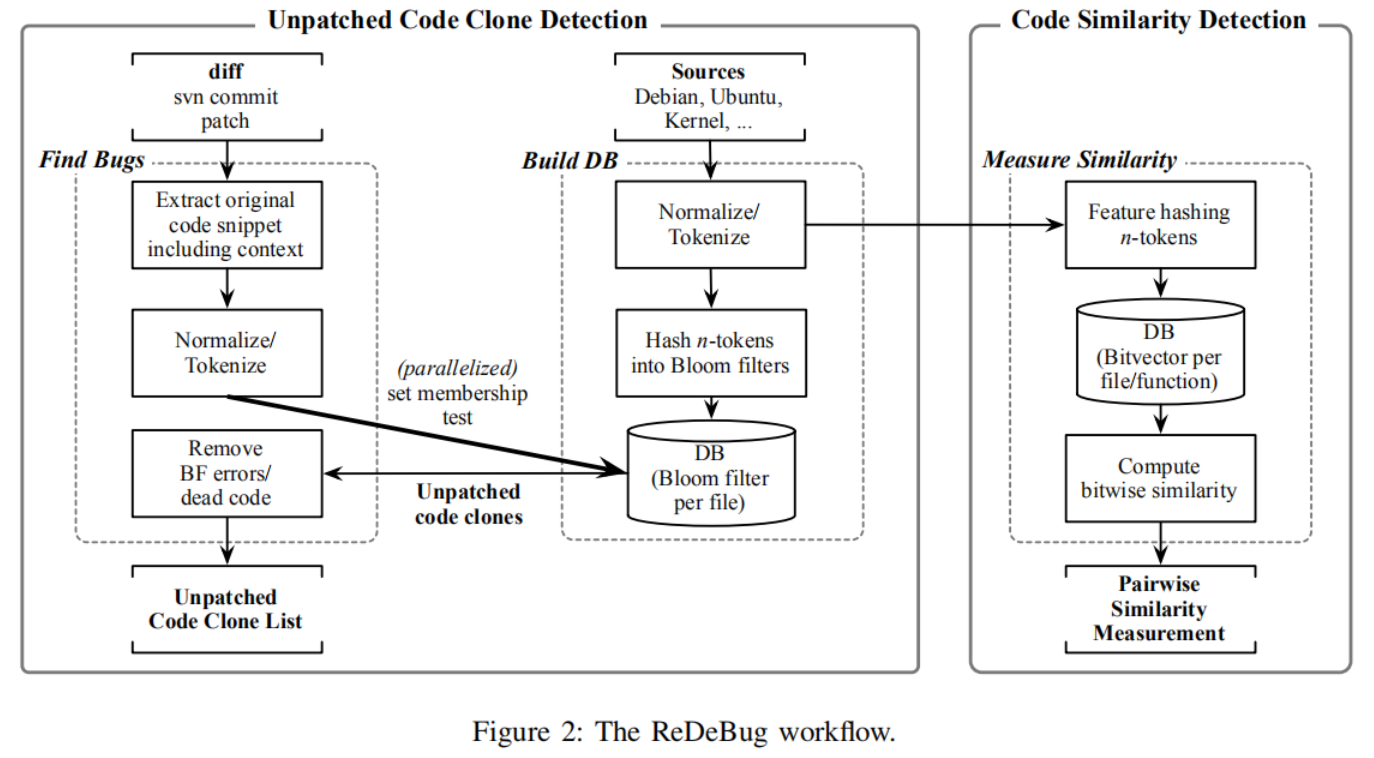 Unpatched Code Clone Detection
diff
svn commit
patch
Find Bugs
Extract original
code snippet
including context
Normalize/
Tokenize
(parallelized)
set membership
test
Remove
BF errors/
dead code
Unpatched
code clones
Unpatched
Code Clone List
Sources
Debian, Ubuntu,
Kernel, ...
Build DB
Normalize/
Tokenize
Hash n-tokens
into Bloom filters
DB
(Bloom filter
per file)
Code Similarity Detection
Measure Similarity
Feature hashing
n-tokens
DB
(Bitvector per
file/function)
Compute
bitwise similarity
Pairwise
Similarity
Measurement
Figure 2: The ReDeBug workflow.